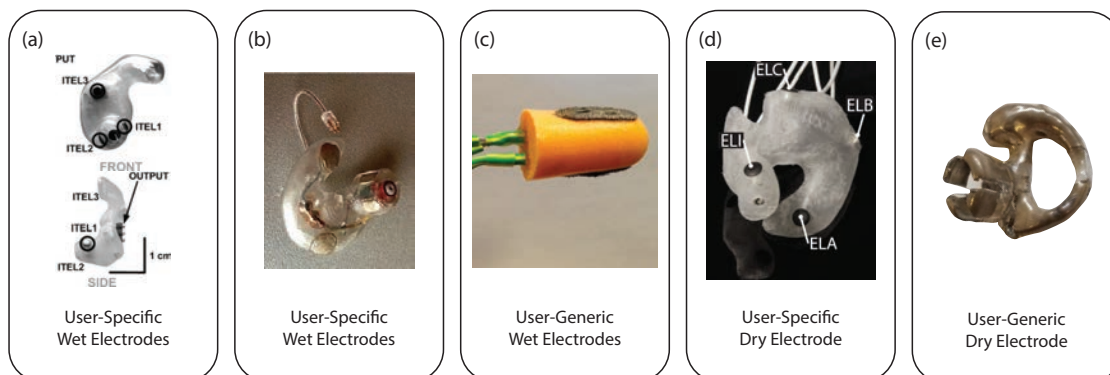 (a)
PUT
ITEL3
ITEL1
ITEL2
FRONT
OUTPUT
ITEL3
ITEL1
1 cm
ITEL2
SIDE
User-Specific
Wet Electrodes
(b)
User-Specific
Wet Electrodes
(c)
User-Generic
Wet Electrodes
(d)
ELC
ELB
ELI
ELA
User-Specific
Dry Electrode
(e)
User-Generic
Dry Electrode